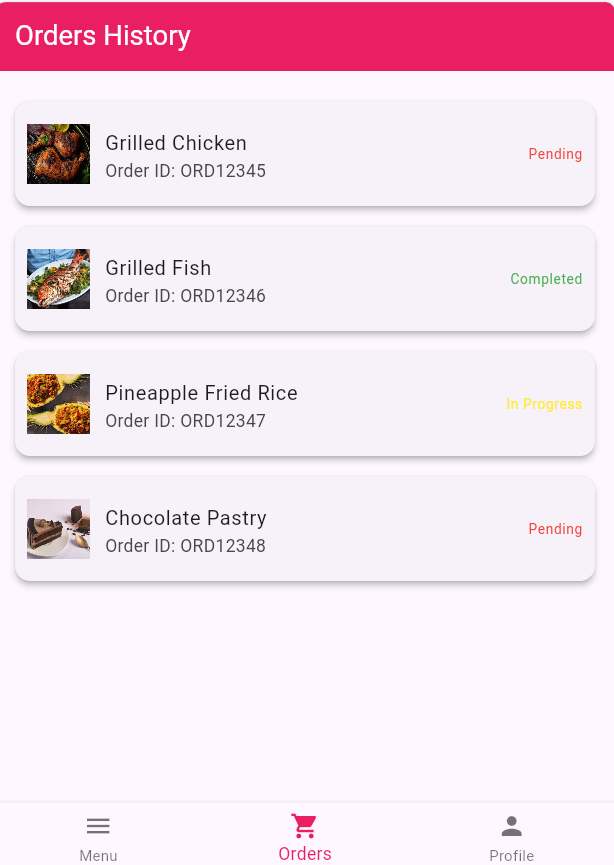 Orders History
Grilled Chicken
Order ID: ORD12345
Pending
Grilled Fish
Order ID: ORD12346
Completed
Pineapple Fried Rice
Order ID: ORD12347
In Progress
Chocolate Pastry
Order ID: ORD12348
Pending
Menu
Orders
Profile